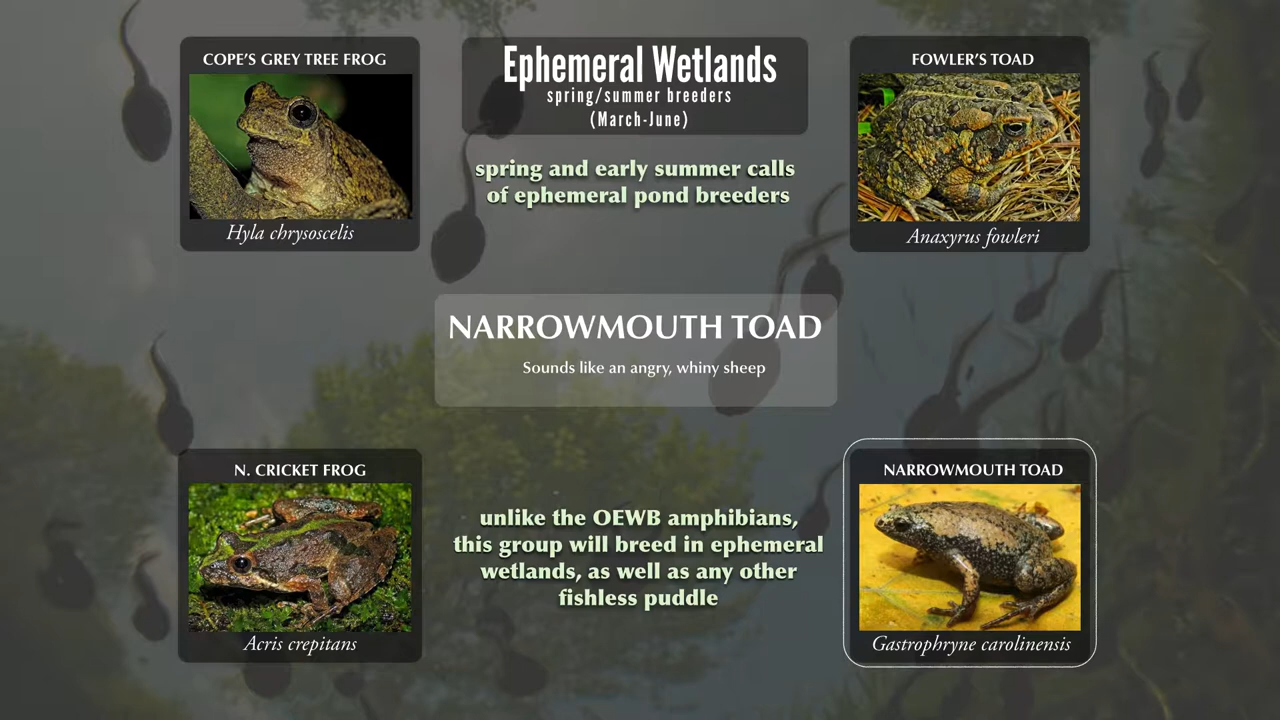 COPE'S GREY TREE FROG
Hyla chrysoscelis
Ephemeral Wetlands
spring/summer breeders
(March-June)
spring and early summer calls
of ephemeral pond breeders
FOWLER'S TOAD
Anaxyrus fowleri
NARROWMOUTH TOAD
Sounds like an angry, whiny sheep
N. CRICKET FROG
Acris crepitans
unlike the OEWB amphibians,
this group will breed in ephemeral
wetlands, as well as any other
fishless puddle
NARROWMOUTH TOAD
Gastrophryne carolinensis